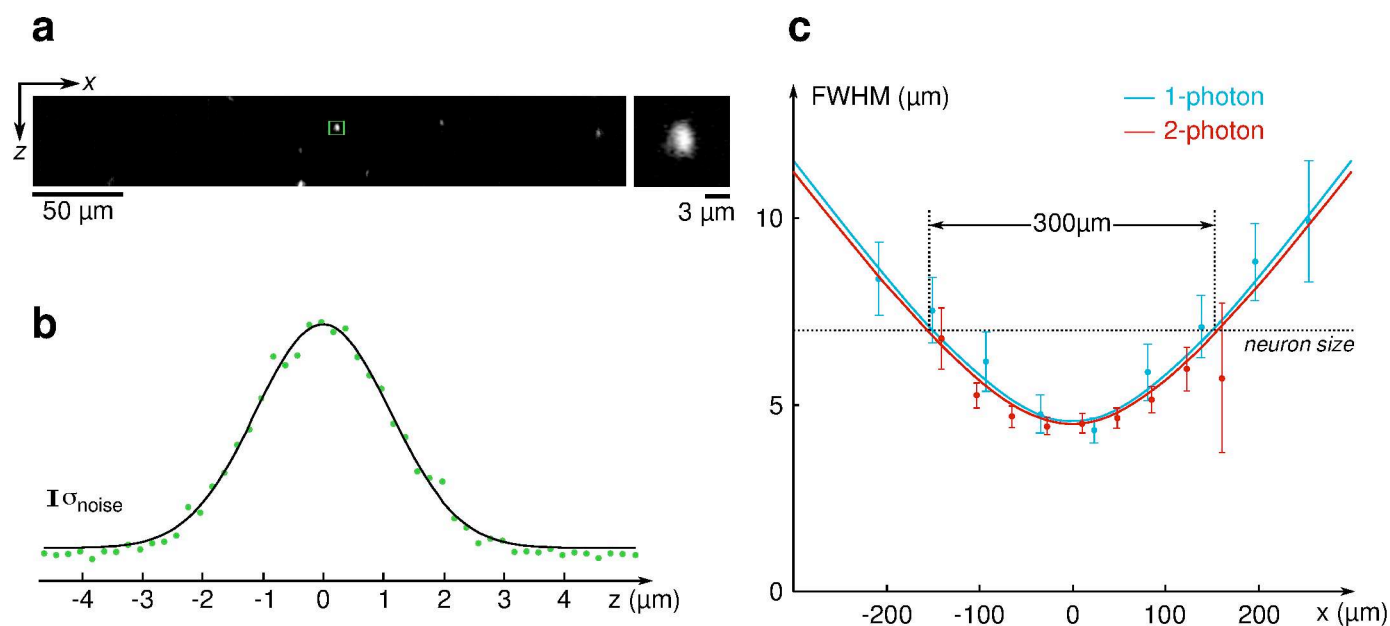 a
x
z
50 μm
3 μm
b
σnoise
-4 -3 -2 -1 0 1 2 3 4 z (μm)
c
FWHM (μm)
1-photon
2-photon
10
300μm
neuron size
5
0
-200 -100 0 100 200 x (μm)